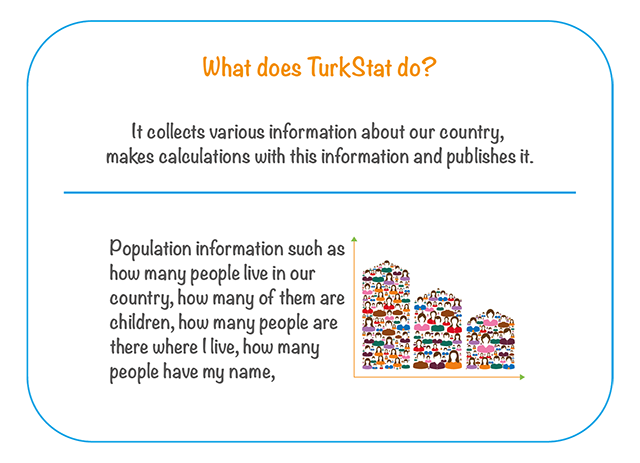 What does TurkStat do?
It collects various information about our country,
makes calculations with this information and publishes it.
Population information such as
how many people live in our
country, how many of them are
children, how many people are
there where I live, how many
people have my name,